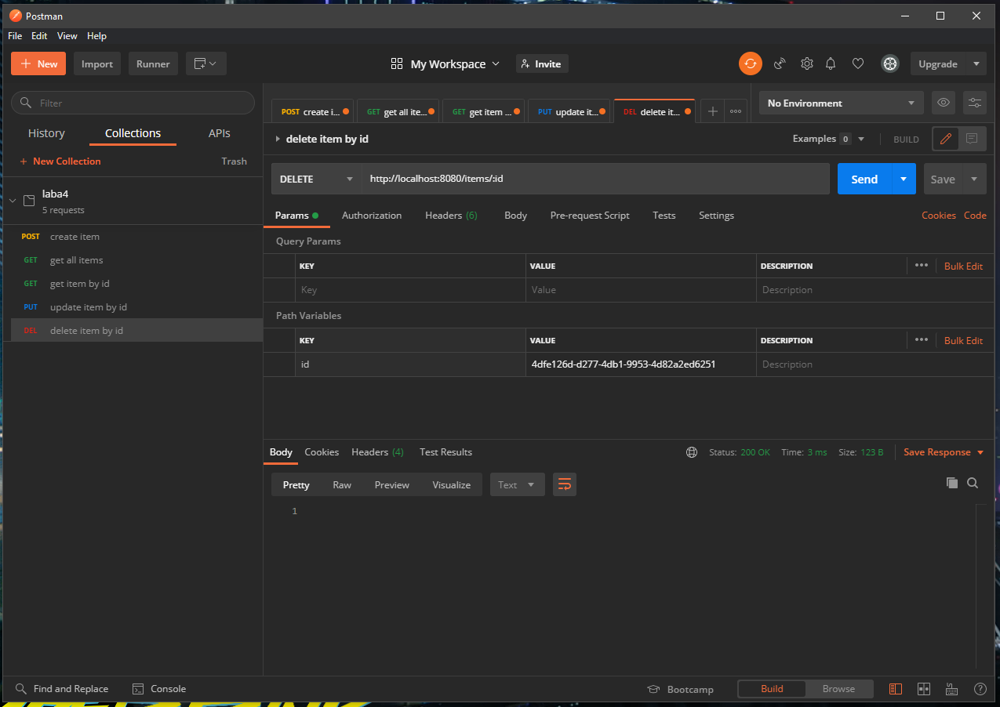 Postman
File Edit View Help
+ New Import Runner My Workspace Invite Upgrade
Filter
History Collections APIs
+ New Collection Trash
laba4
5 requests
POST create item
GET get all items
GET get item by id
PUT update item by id
DEL delete item by id
POST create i... GET get all ite... GET get item ... PUT update it... DEL delete it... + ooo No Environment
delete item by id Examples 0 BUILD
DELETE http://localhost:8080/items/:id Send Save
Params Authorization Headers (6) Body Pre-request Script Tests Settings Cookies Code
Query Params
KEY VALUE DESCRIPTION ••• Bulk Edit
Key Value Description
Path Variables
KEY VALUE DESCRIPTION ••• Bulk Edit
id 4dfe126d-d277-4db1-9953-4d82a2ed6251 Description
Body Cookies Headers (4) Test Results Status: 200 OK Time: 3 ms Size: 123 B Save Response
Pretty Raw Preview Visualize Text
1
Find and Replace Console Bootcamp Build Browse ?